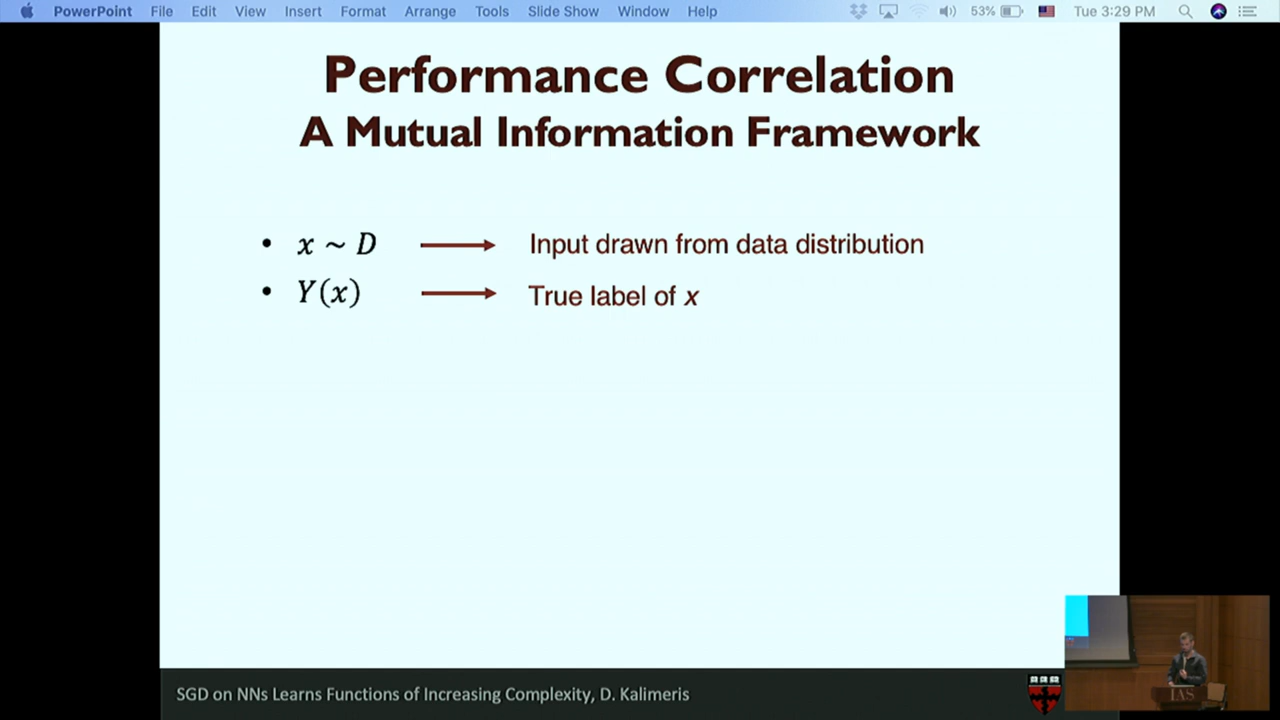 PowerPoint File Edit View Insert Format Arrange Tools Slide Show Window Help 53% Tue 3:29 PM
Performance Correlation
A Mutual Information Framework
• x ~ D Input drawn from data distribution
• Y(x) True label of x
SGD on NNs Learns Functions of Increasing Complexity, D. Kalimeris
IAS